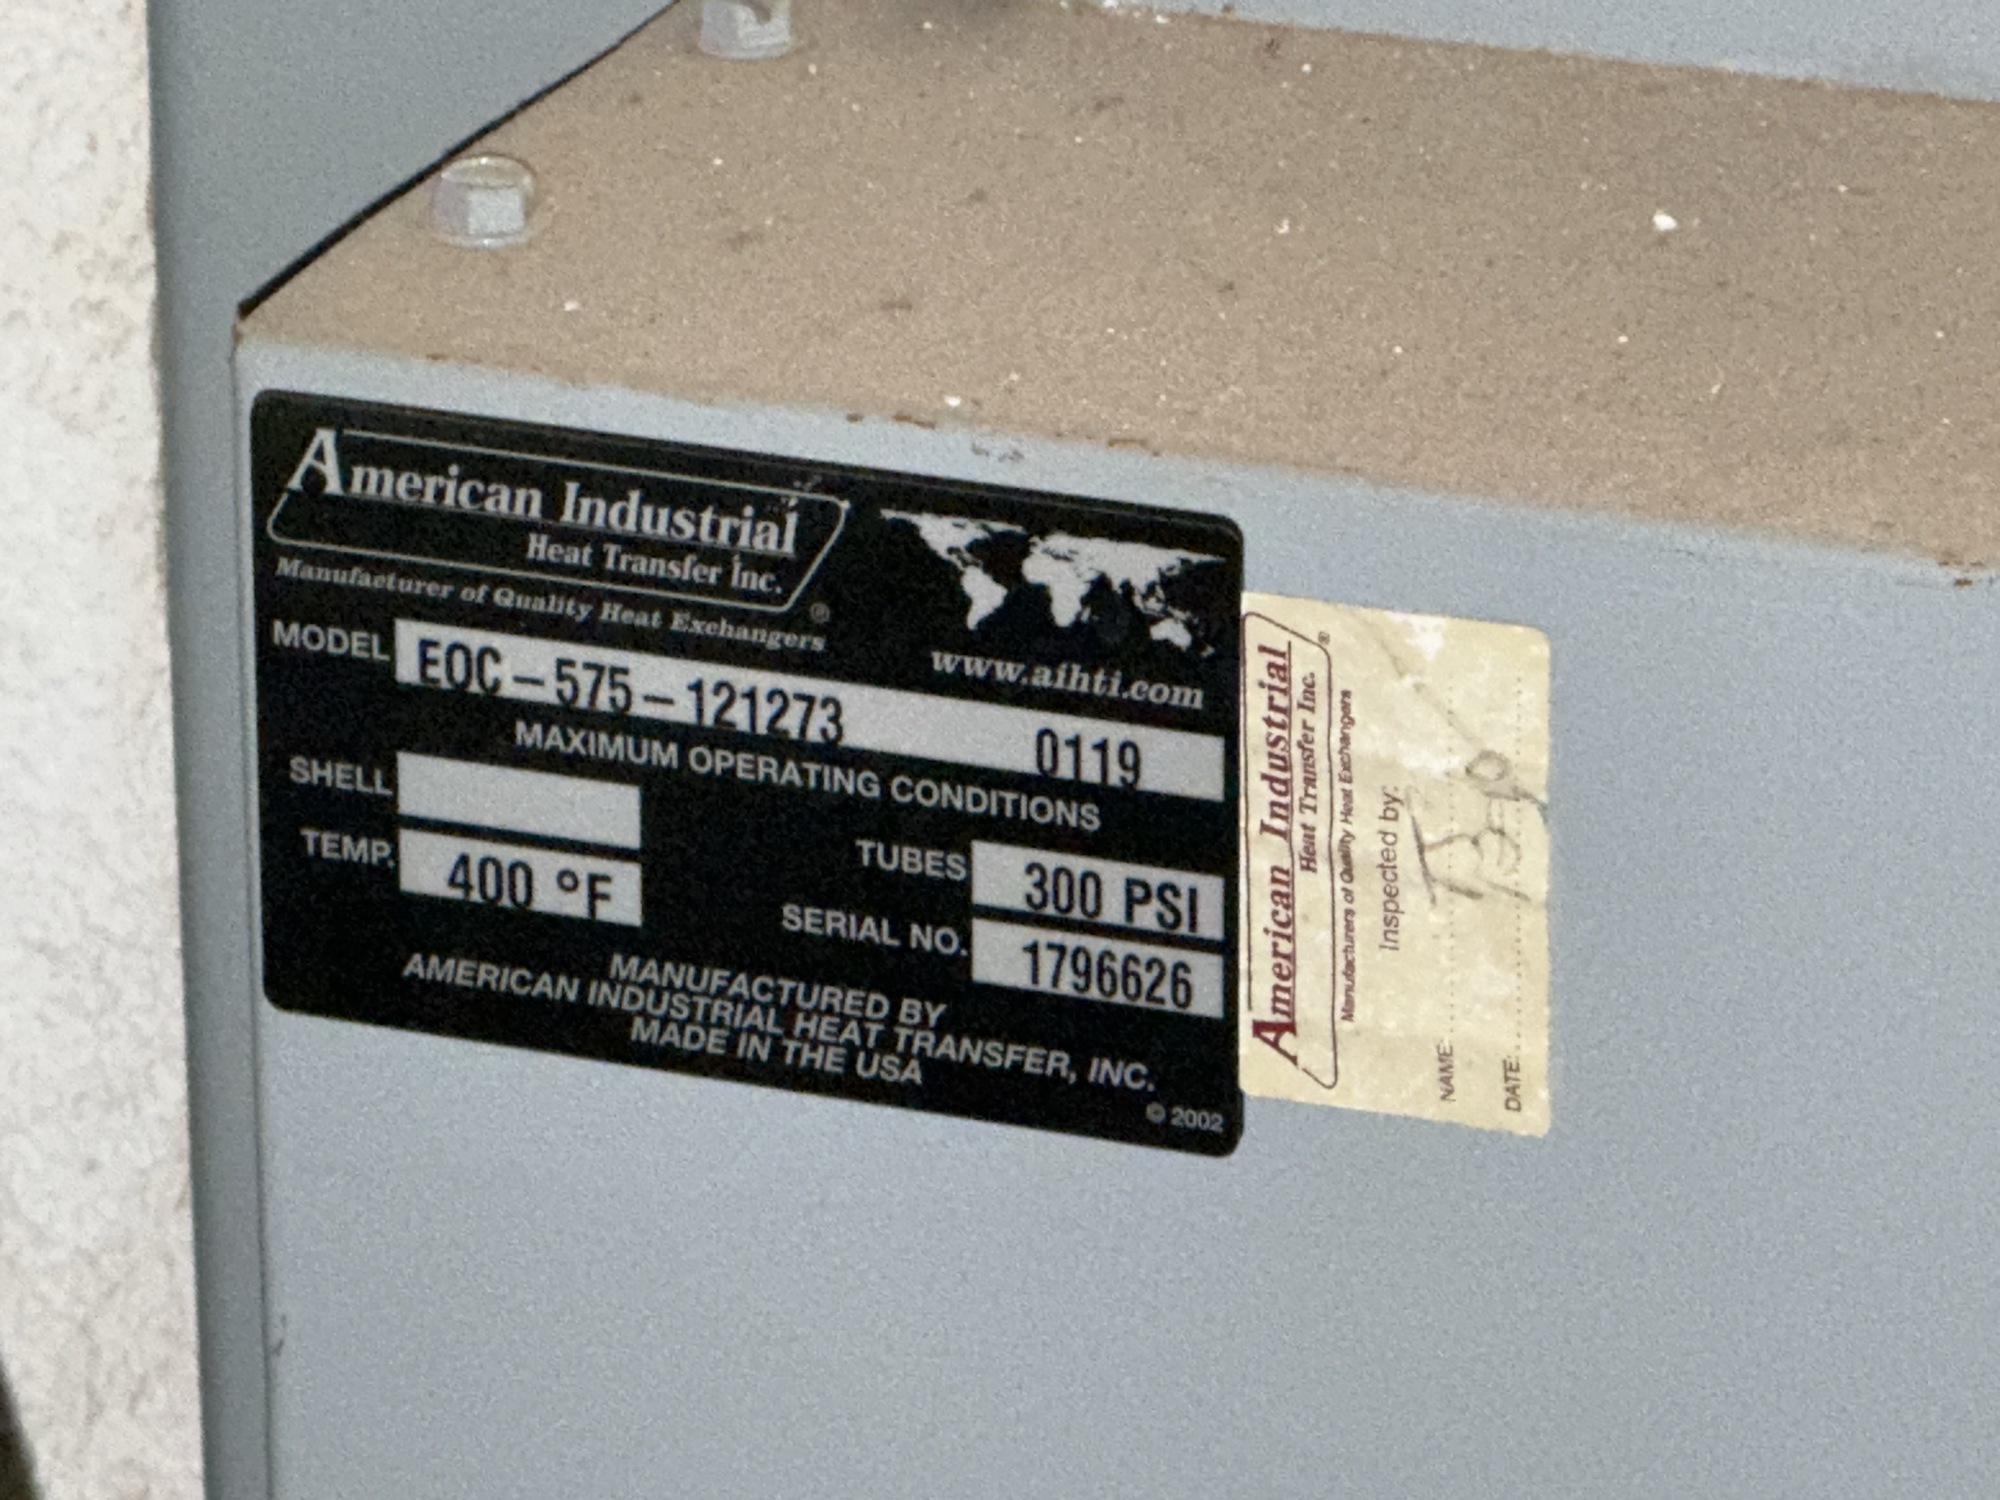 American Industrial
Heat Transfer Inc.
®
Manufacturer of Quality Heat Exchangers
www.aihti.com
MODEL EOC-575-121273 0119
MAXIMUM OPERATING CONDITIONS
SHELL
TEMP. 400 °F
TUBES 300 PSI
SERIAL NO. 1796626
MANUFACTURED BY
AMERICAN INDUSTRIAL HEAT TRANSFER, INC.
MADE IN THE USA
© 2002
American Industrial
®
Heat Transfer Inc.
Manufacturers of Quality Heat Exchangers
Inspected by:
NAME:
DATE: